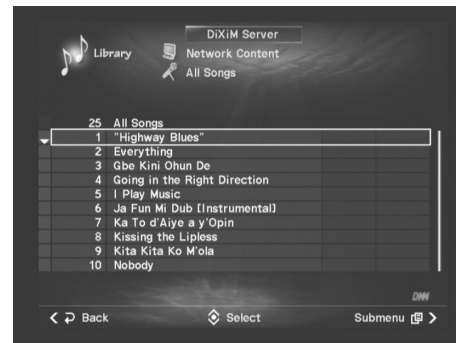 DiXiM Server
Library
Network Content
All Songs
25 All Songs
1 "Highway Blues"
2 Everything
3 Gbe Kini Ohun De
4 Going in the Right Direction
5 I Play Music
6 Ja Fun Mi Dub [Instrumental]
7 Ka To d'Aiye a y'Opin
8 Kissing the Lipless
9 Kita Kita Ko M'ola
10 Nobody
Back Select Submenu